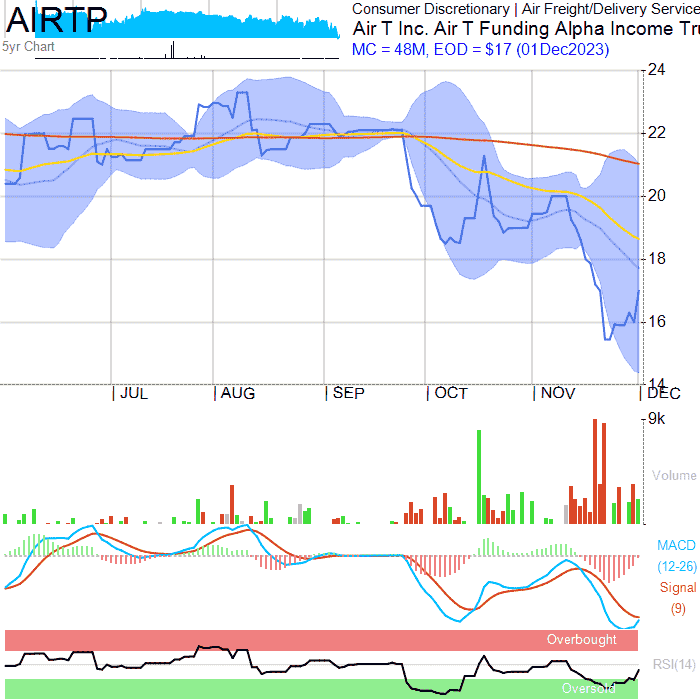 AIRTP
Consumer Discretionary | Air Freight/Delivery Service
5yr Chart
Air T Inc. Air T Funding Alpha Income Tru
MC = 48M, EOD = $17 (01Dec2023)
24
22
20
18
16
14
JUL AUG SEP OCT NOV DEC
9k
Volume
MACD
(12-26)
Signal
(9)
Overbought
RSI(14)
Oversold